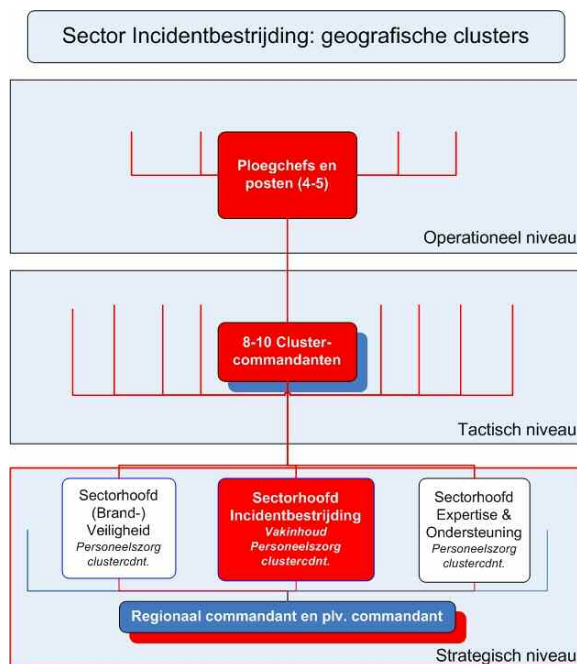 Sector Incidentbestrijding: geografische clusters
Ploegchefs en
posten (4-5)
Operationeel niveau
8-10 Cluster-
commandanten
Tactisch niveau
Sectorhoofd
(Brand-)
Veiligheid
Personeelszorg
clustercdnt.
Sectorhoofd
Incidentbestrijding
Vakinhoud
Personeelszorg
clustercdnt.
Sectorhoofd
Expertise &
Ondersteuning
Personeelszorg
clustercdnt.
Regionaal commandant en plv. commandant
Strategisch niveau